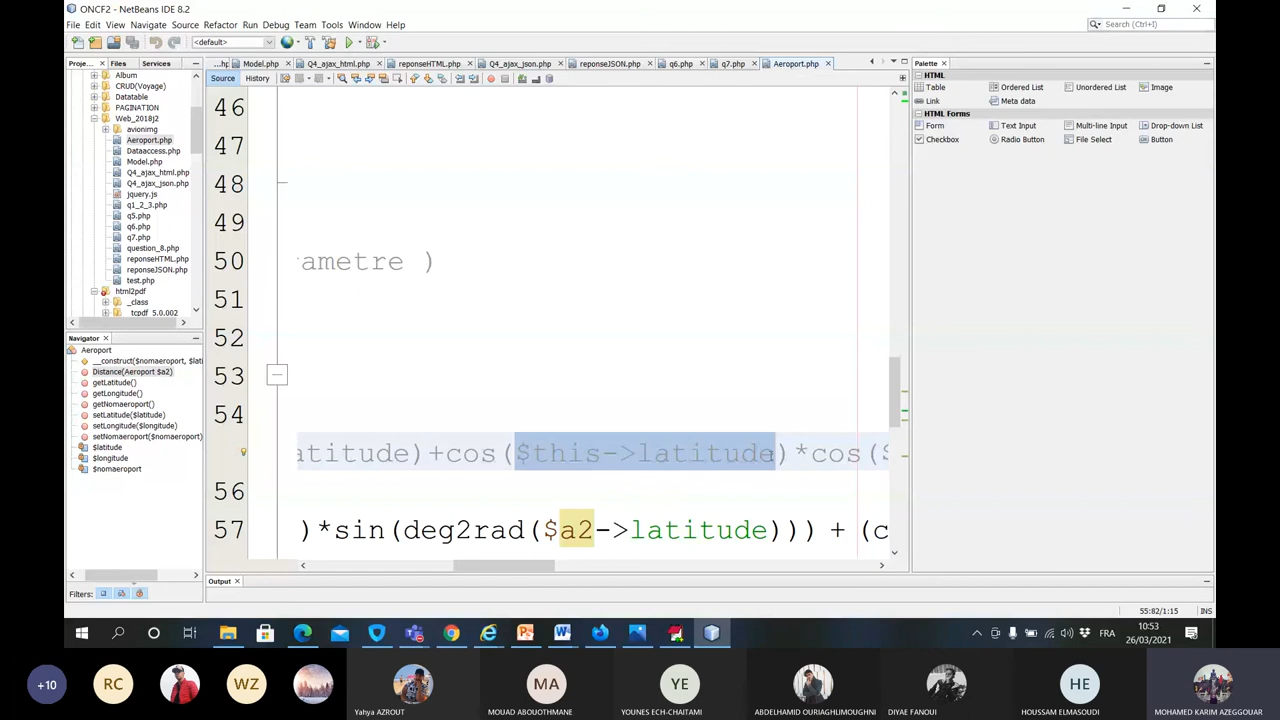 ONCF2 - NetBeans IDE 8.2
File Edit View Navigate Source Refactor Run Debug Team Tools Window Help
Search (Ctrl+I)
<default>
Proje... Files Services
...hp Model.php Q4_ajax_html.php reponseHTML.php Q4_ajax_json.php reponseJSON.php q6.php q7.php Aeroport.php
Palette
Source History
Album
CRUD(Voyage)
Datatable
PAGINATION
Web_2018j2
avionimg
Aeroport.php
Dataaccess.php
Model.php
Q4_ajax_html.php
Q4_ajax_json.php
jquery.js
q1_2_3.php
q5.php
q6.php
q7.php
question_8.php
reponseHTML.php
reponseJSON.php
test.php
html2pdf
_class
_tcpdf_5.0.002
HTML
Table Ordered List Unordered List Image
Link Meta data
HTML Forms
Form Text Input Multi-line Input Drop-down List
Checkbox Radio Button File Select Button
46
47
48
49
50 rametre )
51
52
53
54
atitude)+cos($this->latitude)*cos($
56
57 )*sin(deg2rad($a2->latitude))) + (c
Navigator
Aeroport
__construct($nomaeroport, $lati
Distance(Aeroport $a2)
getLatitude()
getLongitude()
getNomaeroport()
setLatitude($latitude)
setLongitude($longitude)
setNomaeroport($nomaeroport)
$latitude
$longitude
$nomaeroport
Filters:
Output
55:82/1:15 INS
FRA
10:53
26/03/2021
+10 RC WZ Yahya AZROUT MA MOUAD ABOUOTHMANE YE YOUNES ECH-CHAITAMI ABDELHAMID OURIAGHLIMOUGHNI DIYAE FANOUI HE HOUSSAM ELMASOUDI MOHAMED KARIM AZEGGOUAR